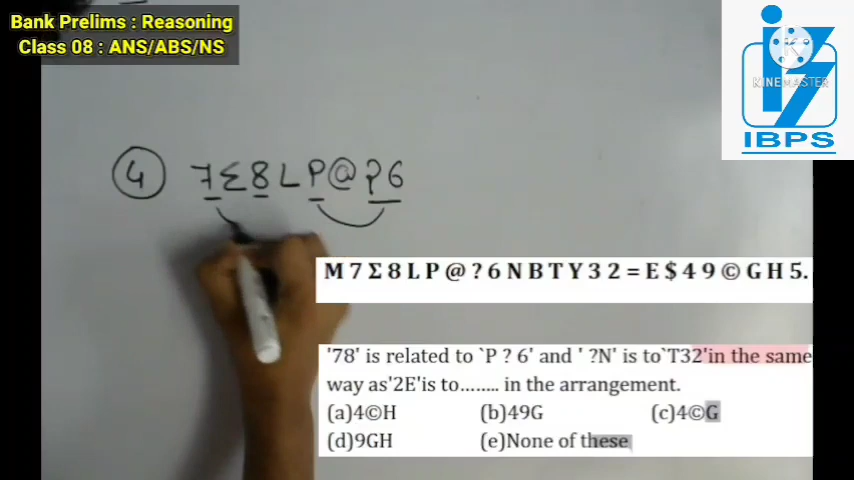 Bank Prelims : Reasoning
Class 08 : ANS/ABS/NS
KINEMASTER
IBPS
4 7Σ8LP@?6
M 7 Σ 8 L P @ ? 6 N B T Y 3 2 = E $ 4 9 © G H 5.
'78' is related to `P ? 6' and ' ?N' is to`T32'in the same
way as'2E'is to........ in the arrangement.
(a)4©H (b)49G (c)4©G
(d)9GH (e)None of these